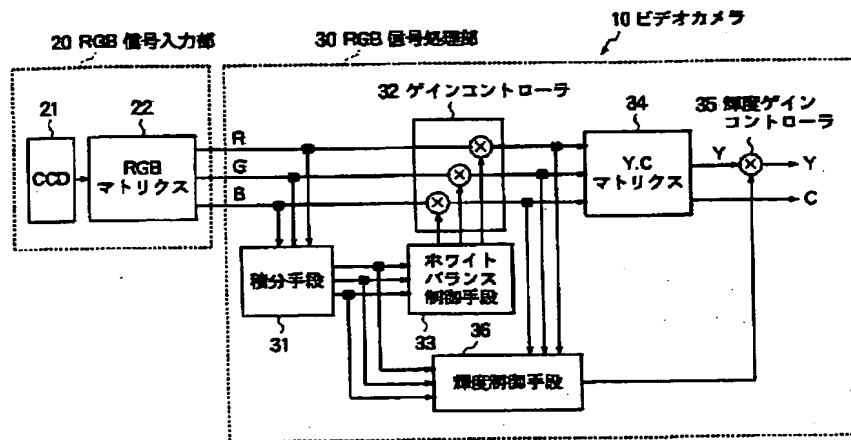 10 ビデオカメラ
20 RGB 信号入力部
30 RGB 信号処理部
21
CCD
22
RGB
マトリクス
R
G
B
32 ゲインコントローラ
34
Y.C
マトリクス
35 輝度ゲイン
コントローラ
Y
Y
C
積分手段
31
ホワイト
バランス
制御手段
33
36
輝度制御手段